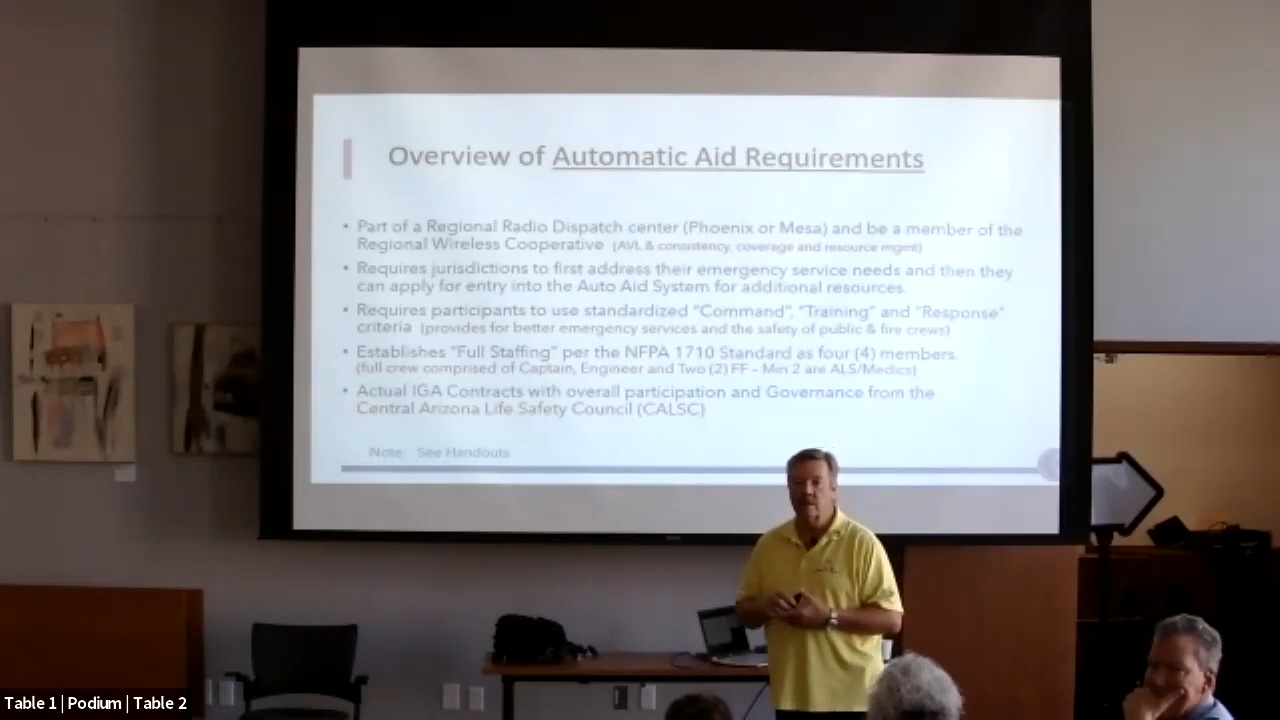 Overview of Automatic Aid Requirements
• Part of a Regional Radio Dispatch center (Phoenix or Mesa) and be a member of the
Regional Wireless Cooperative (AVL & consistency, coverage and resource mgmt)
• Requires jurisdictions to first address their emergency service needs and then they
can apply for entry into the Auto Aid System for additional resources.
• Requires participants to use standardized "Command", "Training" and "Response"
criteria (provides for better emergency services and the safety of public & fire crews)
• Establishes "Full Staffing" per the NFPA 1710 Standard as four (4) members.
(full crew comprised of Captain, Engineer and Two (2) FF - Min 2 are ALS/Medics)
• Actual IGA Contracts with overall participation and Governance from the
Central Arizona Life Safety Council (CALSC)
Note: See Handouts
Table 1 | Podium | Table 2